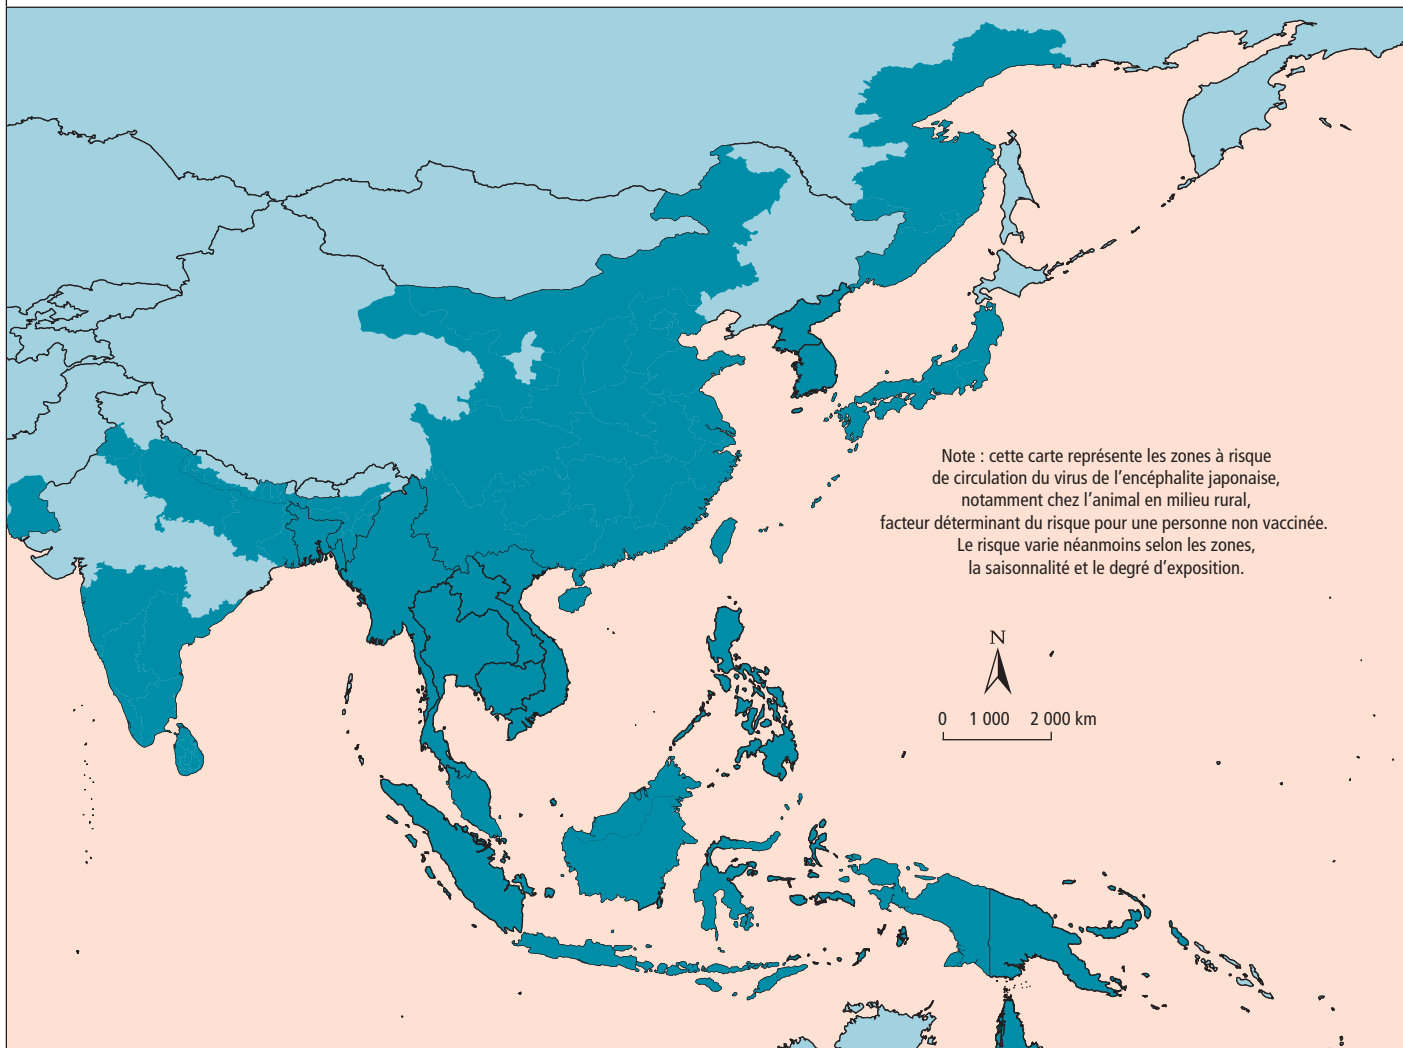 Note : cette carte représente les zones à risque
de circulation du virus de l’encéphalite japonaise,
notamment chez l’animal en milieu rural,
facteur déterminant du risque pour une personne non vaccinée.
Le risque varie néanmoins selon les zones,
la saisonnalité et le degré d’exposition.
N
0 1 000 2 000 km